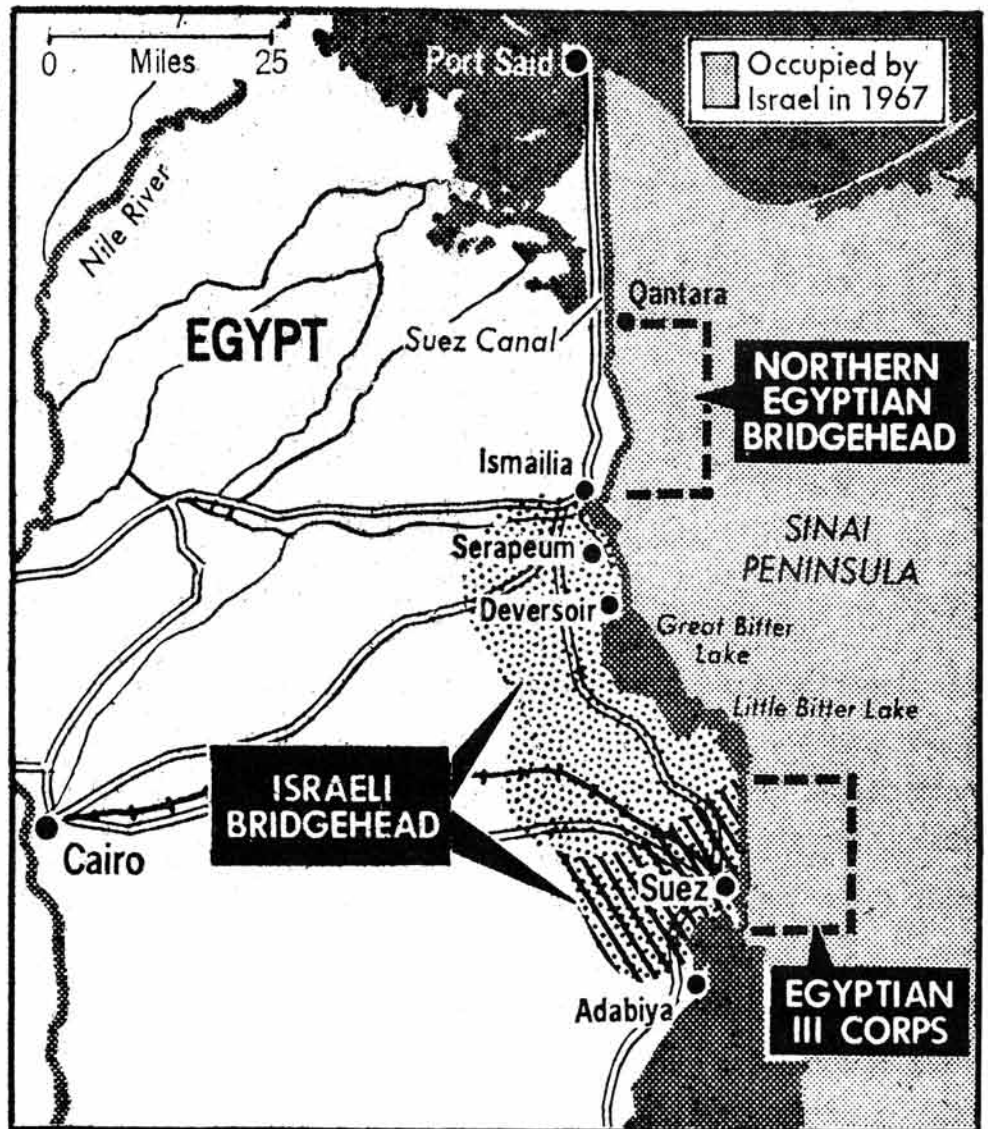 0 Miles 25
Port Said
Occupied by
Israel in 1967
Nile River
EGYPT
Suez Canal
Qantara
NORTHERN
EGYPTIAN
BRIDGEHEAD
Ismailia
Serapeum
SINAI
PENINSULA
Deversoir
Great Bitter
Lake
Little Bitter Lake
ISRAELI
BRIDGEHEAD
Cairo
Suez
Adabiya
EGYPTIAN
III CORPS